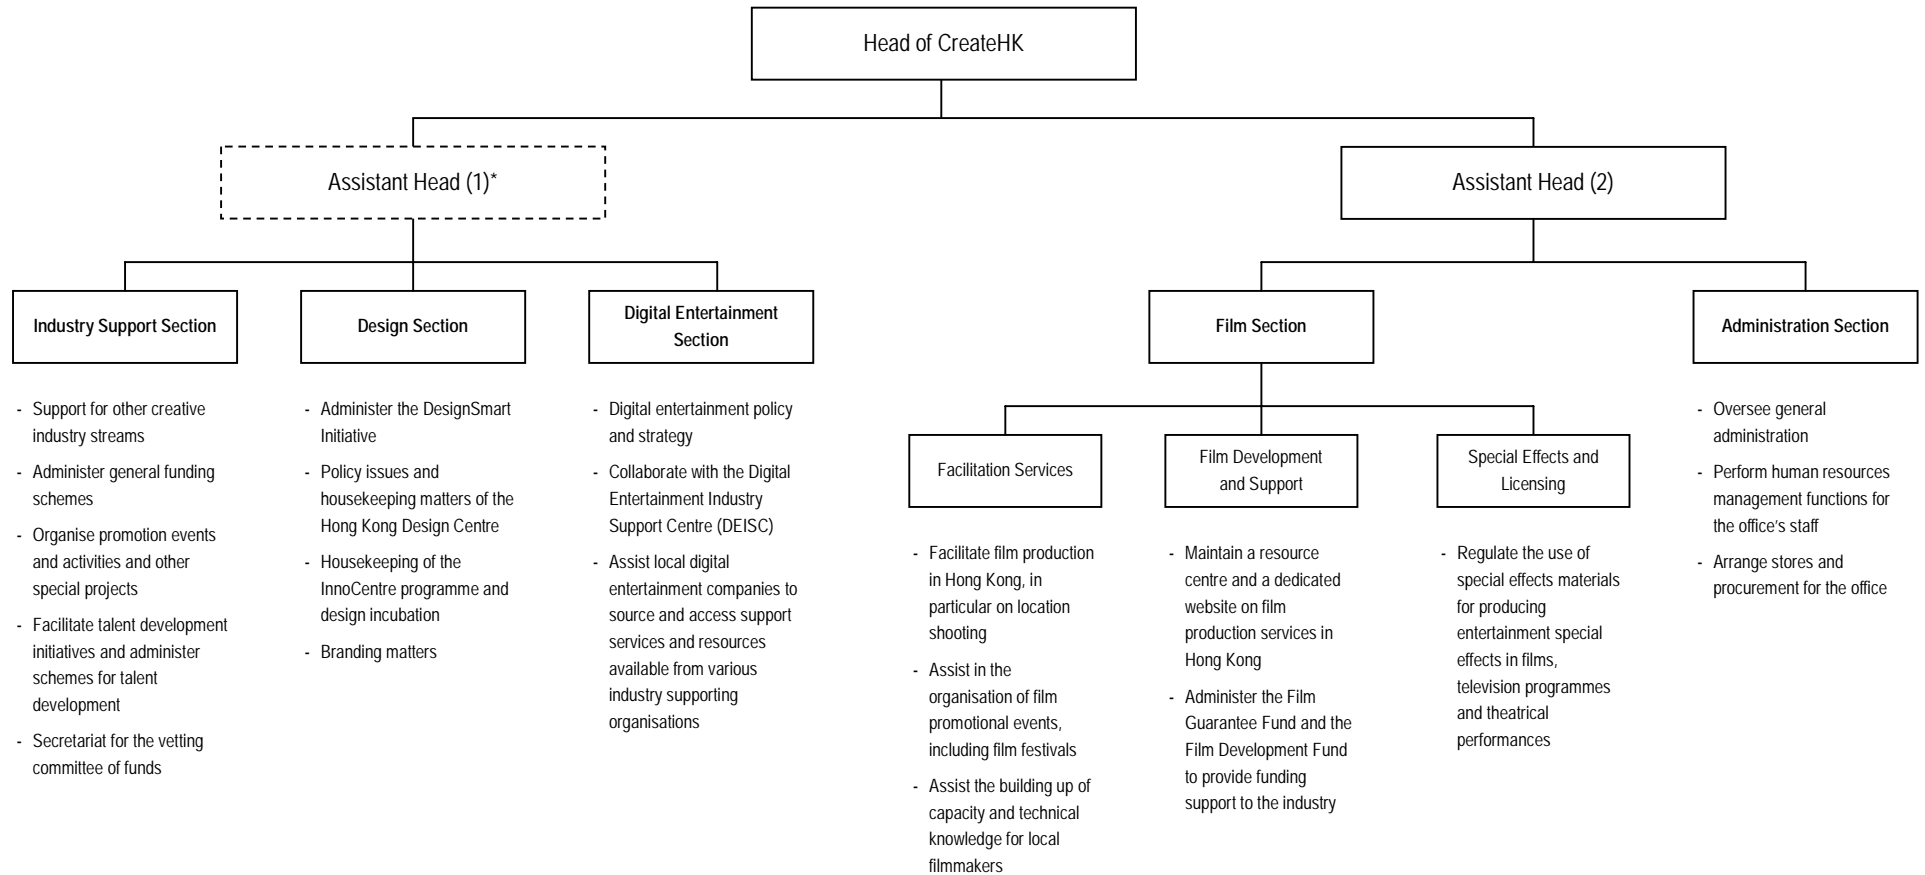 Head of CreateHK
Assistant Head (1)*
Assistant Head (2)
Industry Support Section
- Support for other creative
industry streams
- Administer general funding
schemes
- Organise promotion events
and activities and other
special projects
- Facilitate talent development
initiatives and administer
schemes for talent
development
- Secretariat for the vetting
committee of funds
Design Section
- Administer the DesignSmart
Initiative
- Policy issues and
housekeeping matters of the
Hong Kong Design Centre
- Housekeeping of the
InnoCentre programme and
design incubation
- Branding matters
Digital Entertainment
Section
- Digital entertainment policy
and strategy
- Collaborate with the Digital
Entertainment Industry
Support Centre (DEISC)
- Assist local digital
entertainment companies to
source and access support
services and resources
available from various
industry supporting
organisations
Film Section
Facilitation Services
- Facilitate film production
in Hong Kong, in
particular on location
shooting
- Assist in the
organisation of film
promotional events,
including film festivals
- Assist the building up of
capacity and technical
knowledge for local
filmmakers
Film Development
and Support
- Maintain a resource
centre and a dedicated
website on film
production services in
Hong Kong
- Administer the Film
Guarantee Fund and the
Film Development Fund
to provide funding
support to the industry
Special Effects and
Licensing
- Regulate the use of
special effects materials
for producing
entertainment special
effects in films,
television programmes
and theatrical
performances
Administration Section
- Oversee general
administration
- Perform human resources
management functions for
the office's staff
- Arrange stores and
procurement for the office